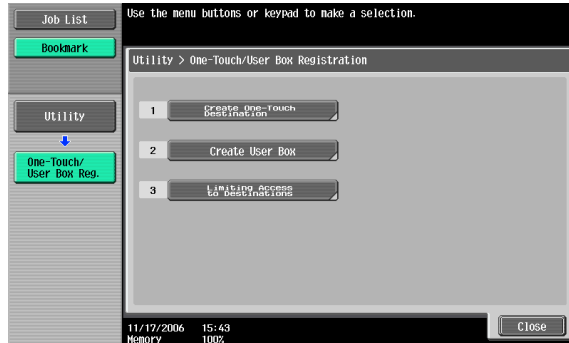 Job List
Bookmark
Utility
One-Touch/
User Box Reg.
Use the menu buttons or keypad to make a selection.
Utility > One-Touch/User Box Registration
1 Create One-Touch
Destination
2 Create User Box
3 Limiting Access
to Destinations
11/17/2006 15:43
Memory 100%
Close